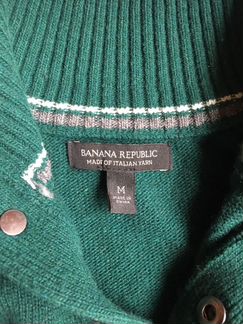 BANANA REPUBLIC
MADE OF ITALIAN YARN
M
MADE IN
CHINA